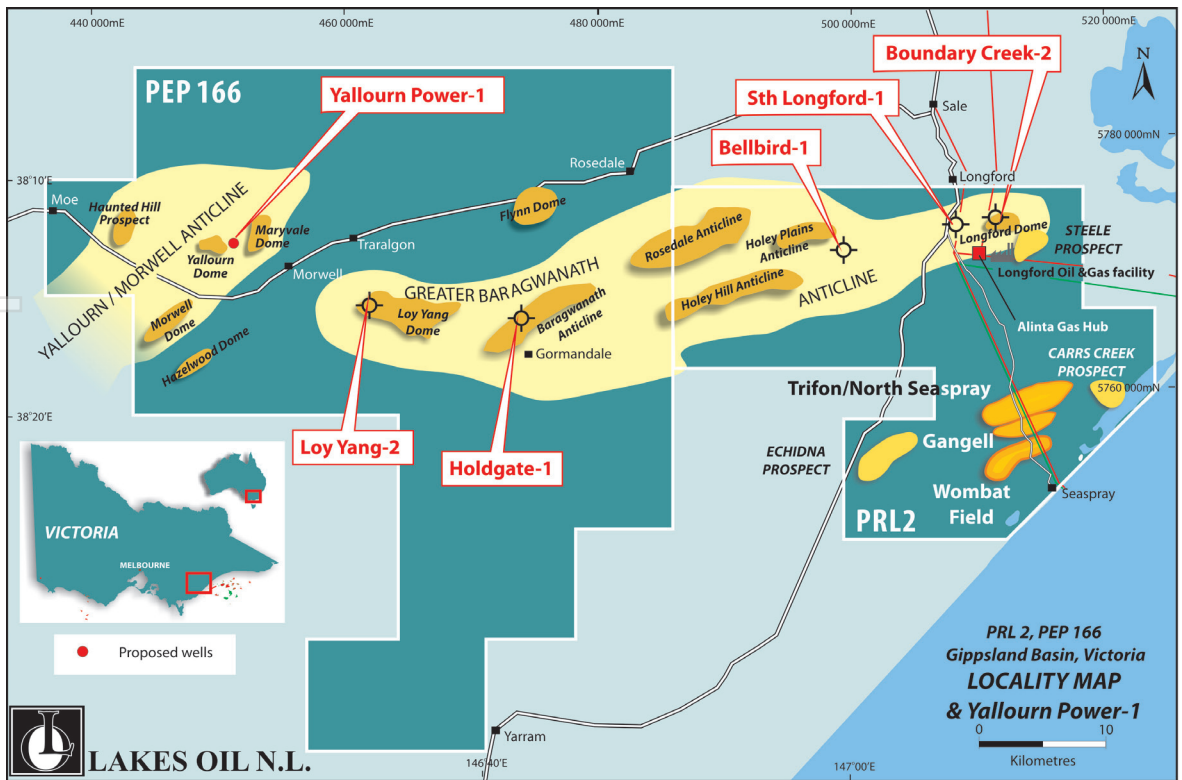 440 000mE
460 000mE
480 000mE
500 000mE
520 000mE
PEP 166
Yallourn Power-1
Sth Longford-1
Boundary Creek-2
Bellbird-1
N
Sale
5780 000mN
Rosedale
Longford
38°10'E
Moe
Haunted Hill
Prospect
YALLOURN / MORWELL ANTICLINE
Maryvale
Dome
Yallourn
Dome
Traralgon
Morwell
Flynn Dome
Rosedale Anticline
Holey Plains
Anticline
Longford Dome
STEELE
PROSPECT
Longford Oil &Gas facility
GREATER BARAGWANATH
ANTICLINE
Holey Hill Anticline
Morwell
Dome
Hazelwood Dome
Loy Yang
Dome
Baragwanath
Anticline
Gormandale
Alinta Gas Hub
CARRS CREEK
PROSPECT
5760 000mN
38°20'E
Trifon/North Seaspray
Loy Yang-2
Holdgate-1
ECHIDNA
PROSPECT
Gangell
Wombat
Field
Seaspray
PRL2
VICTORIA
MELBOURNE
Proposed wells
PRL 2, PEP 166
Gippsland Basin, Victoria
LOCALITY MAP
& Yallourn Power-1
0
10
Kilometres
Yarram
LAKES OIL N.L.
146°40'E
147°00'E